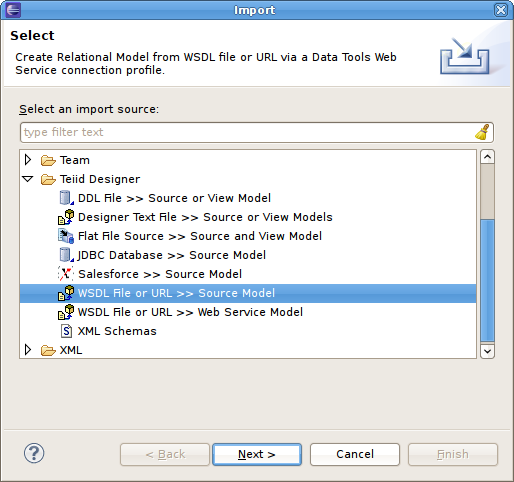 Import
Select
Create Relational Model from WSDL file or URL via a Data Tools Web
Service connection profile.
Select an import source:
type filter text
Team
Teiid Designer
DDL File >> Source or View Model
Designer Text File >> Source or View Models
Flat File Source >> Source and View Model
JDBC Database >> Source Model
Salesforce >> Source Model
WSDL File or URL >> Source Model
WSDL File or URL >> Web Service Model
XML Schemas
XML
< Back
Next >
Cancel
Finish